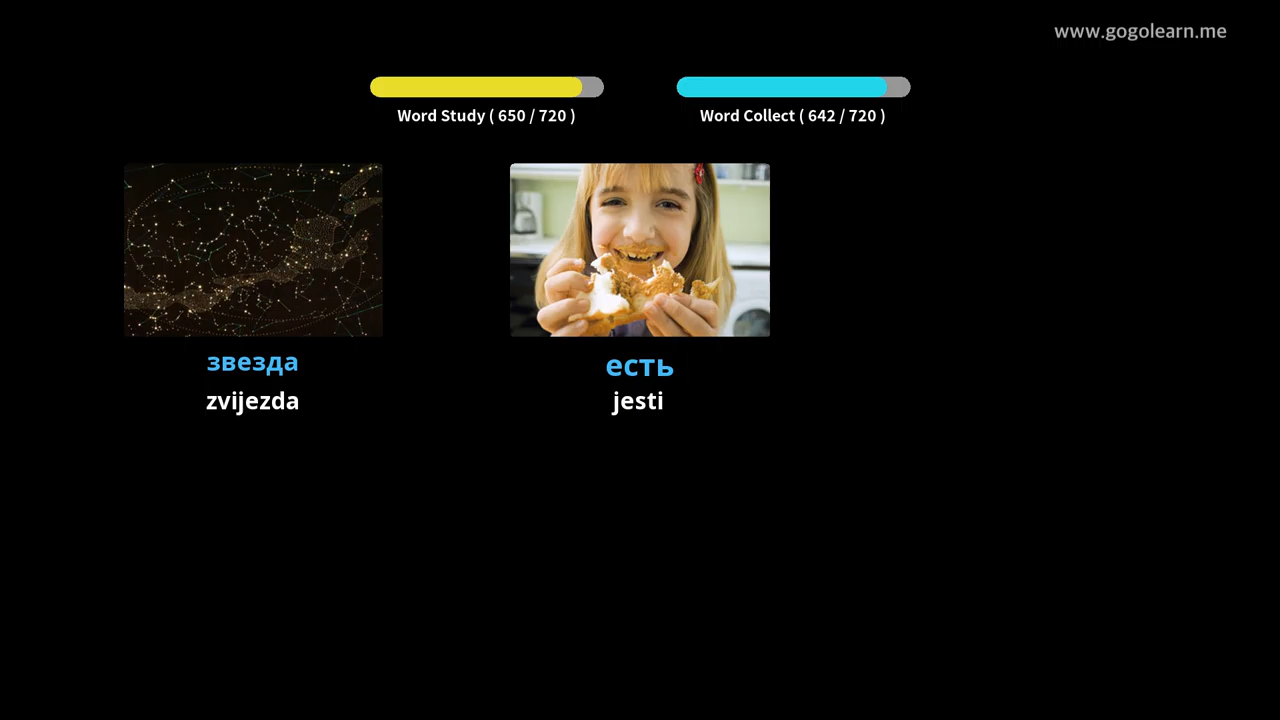 www.gogolearn.me
Word Study ( 650 / 720 )
Word Collect ( 642 / 720 )
звезда
zvijezda
есть
jesti